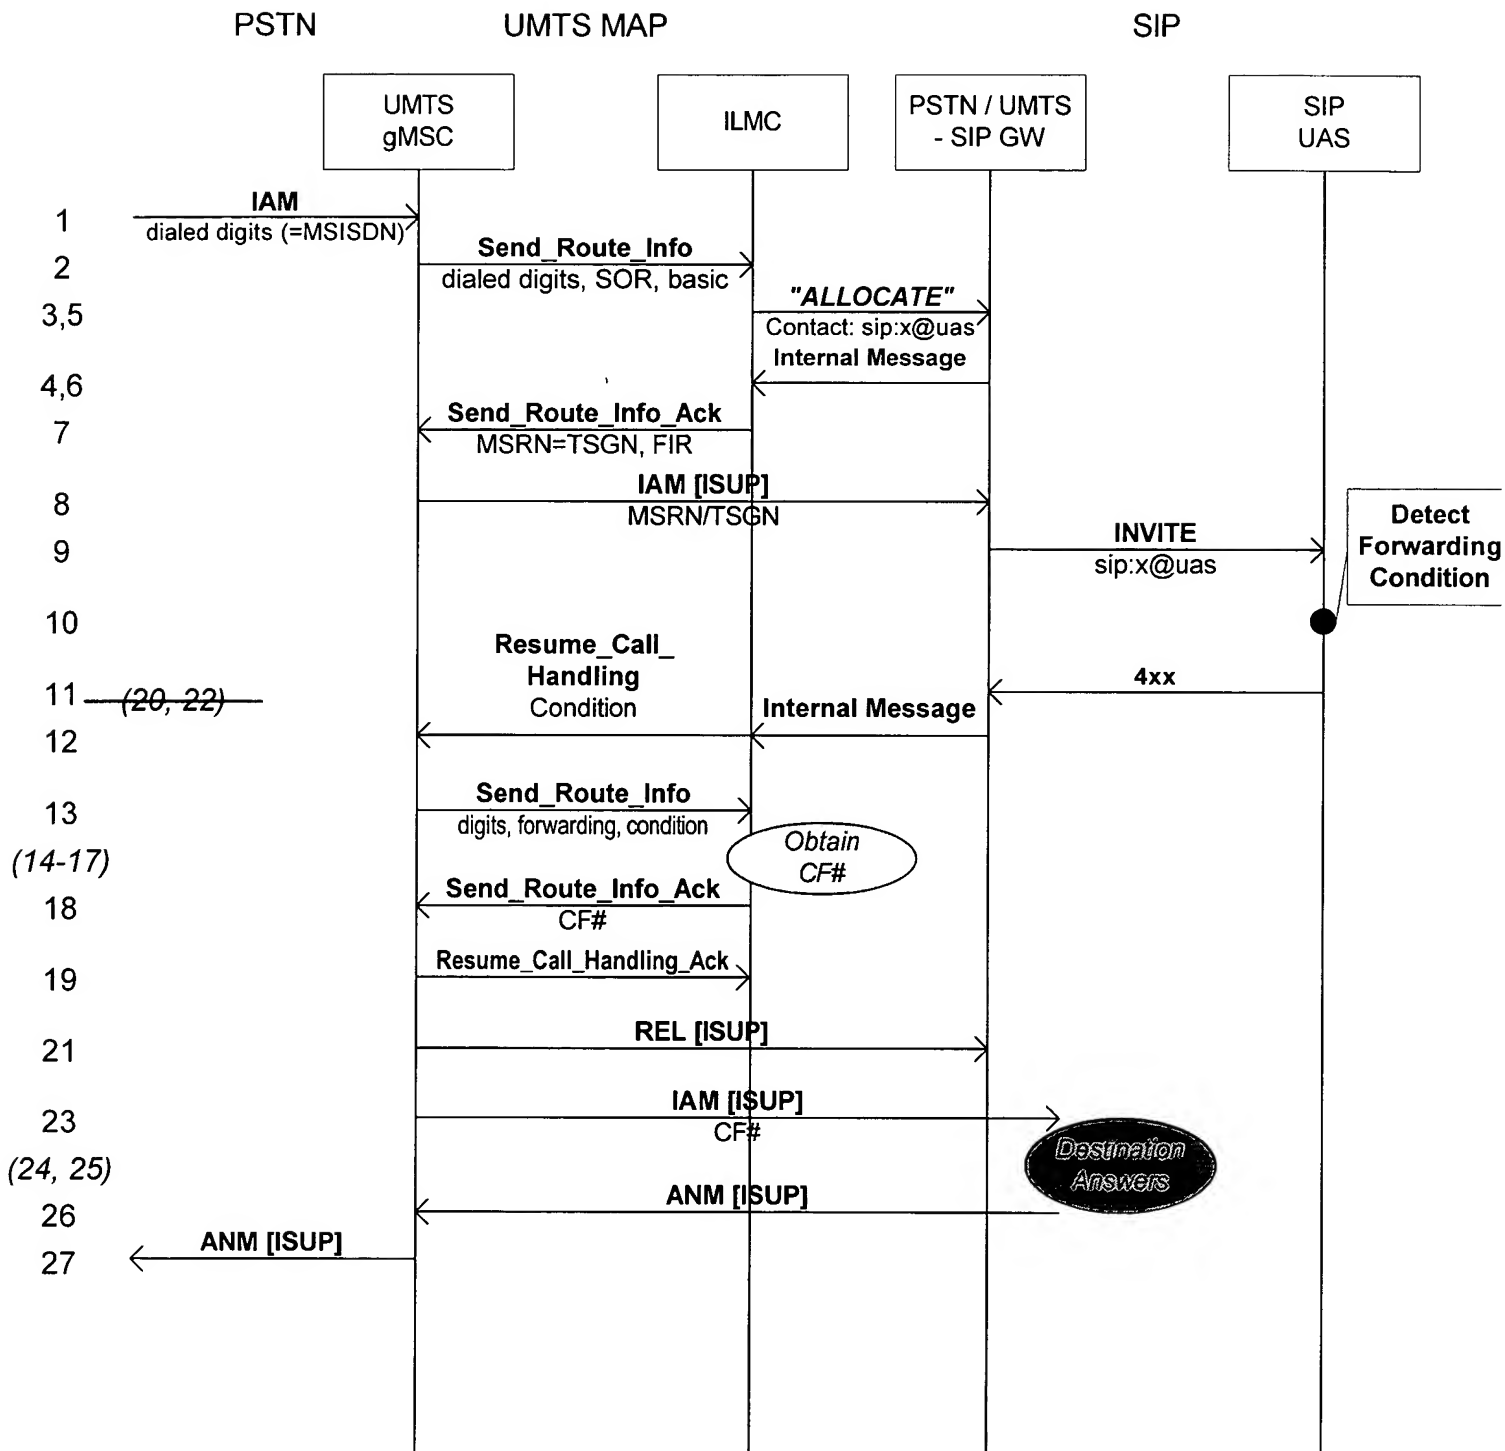 PSTN UMTS MAP SIP
UMTS
gMSC
ILMC
PSTN / UMTS
- SIP GW
SIP
UAS
1
IAM
dialed digits (=MSISDN)
2
Send_Route_Info
dialed digits, SOR, basic
3,5
"ALLOCATE"
Contact: sip:x@uas
4,6
Internal Message
7
Send_Route_Info_Ack
MSRN=TSGN, FIR
8
IAM [ISUP]
MSRN/TSGN
9
INVITE
sip:x@uas
Detect
Forwarding
Condition
10
11 (20, 22)
4xx
Resume_Call_
Handling
Condition
Internal Message
12
13
Send_Route_Info
digits, forwarding, condition
(14-17)
Obtain
CF#
18
Send_Route_Info_Ack
CF#
19
Resume_Call_Handling_Ack
21
REL [ISUP]
23
IAM [ISUP]
CF#
(24, 25)
Destination
Answers
26
ANM [ISUP]
27
ANM [ISUP]